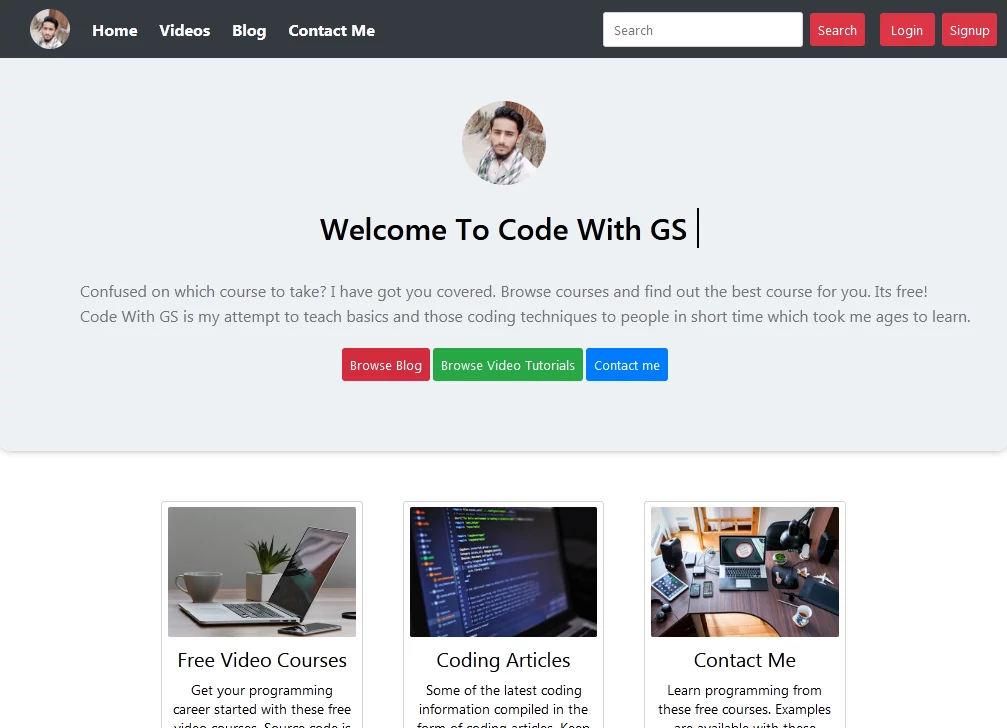 Home Videos Blog Contact Me Search Search Login Signup
Welcome To Code With GS
Confused on which course to take? I have got you covered. Browse courses and find out the best course for you. Its free!
Code With GS is my attempt to teach basics and those coding techniques to people in short time which took me ages to learn.
Browse Blog Browse Video Tutorials Contact me
Free Video Courses
Get your programming
career started with these free
video courses. Source code is
Coding Articles
Some of the latest coding
information compiled in the
form of coding articles. Keep
Contact Me
Learn programming from
these free courses. Examples
are available with these